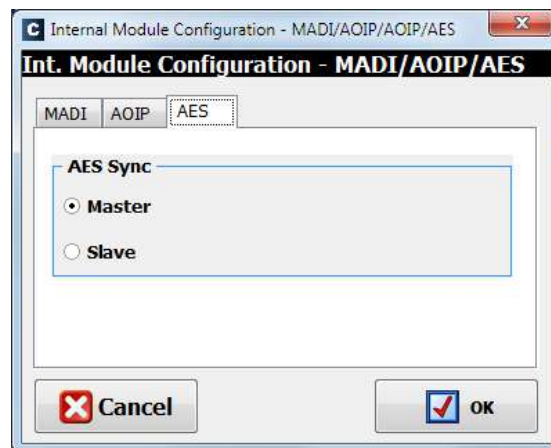 C Internal Module Configuration - MADI/AOIP/AOIP/AES
Int. Module Configuration - MADI/AOIP/AES
MADI AOIP AES
AES Sync
Master
Slave
Cancel OK